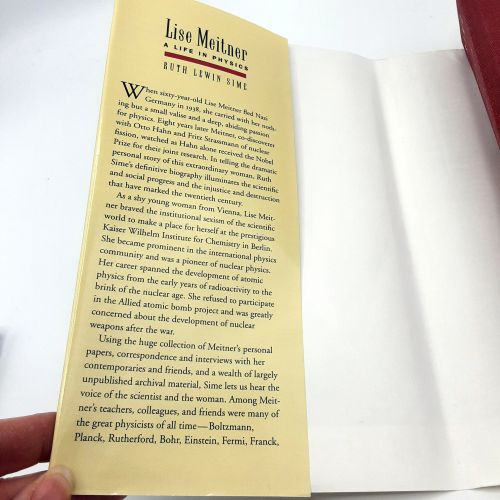 Lise Meitner
A LIFE IN PHYSICS
RUTH LEWIN SIME
When sixty-year-old Lise Meitner fled Nazi
Germany in 1938, she carried with her noth-
ing but a small valise and a deep, abiding passion
for physics. Eight years later Meitner, co-discoverer
with Otto Hahn and Fritz Strassmann of nuclear
fission, watched as Hahn alone received the Nobel
Prize for their joint research. In telling the dramatic
personal story of this extraordinary woman, Ruth
Sime's definitive biography illuminates the scientific
and social progress and the injustice and destruction
that have marked the twentieth century.
As a shy young woman from Vienna, Lise Meit-
ner braved the institutional sexism of the scientific
world to make a place for herself at the prestigious
Kaiser Wilhelm Institute for Chemistry in Berlin.
She became prominent in the international physics
community and was a pioneer of nuclear physics.
Her career spanned the development of atomic
physics from the early years of radioactivity to the
brink of the nuclear age. She refused to participate
in the Allied atomic bomb project and was greatly
concerned about the development of nuclear
weapons after the war.
Using the huge collection of Meitner's personal
papers, correspondence and interviews with her
contemporaries and friends, and a wealth of largely
unpublished archival material, Sime lets us hear the
voice of the scientist and the woman. Among Meit-
ner's teachers, colleagues, and friends were many of
the great physicists of all time—Boltzmann,
Planck, Rutherford, Bohr, Einstein, Fermi, Franck,